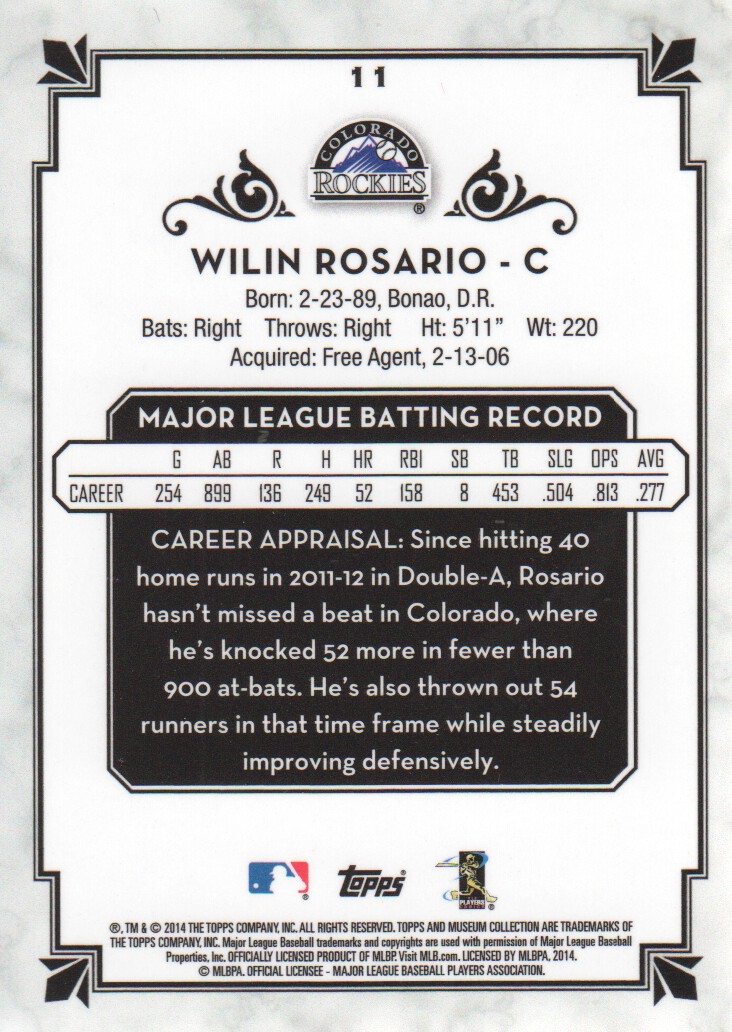 11
COLORADO
ROCKIES
®
WILIN ROSARIO - C
Born: 2-23-89, Bonao, D.R.
Bats: Right Throws: Right Ht: 5'11" Wt: 220
Acquired: Free Agent, 2-13-06
MAJOR LEAGUE BATTING RECORD
G AB R H HR RBI SB TB SLG OPS AVG
CAREER 254 899 136 249 52 158 8 453 .504 .813 .277
CAREER APPRAISAL: Since hitting 40
home runs in 2011-12 in Double-A, Rosario
hasn't missed a beat in Colorado, where
he's knocked 52 more in fewer than
900 at-bats. He's also thrown out 54
runners in that time frame while steadily
improving defensively.
® Topps ® PLAYERS ®
®, TM & © 2014 THE TOPPS COMPANY, INC. ALL RIGHTS RESERVED. TOPPS AND MUSEUM COLLECTION ARE TRADEMARKS OF
THE TOPPS COMPANY, INC. Major League Baseball trademarks and copyrights are used with permission of Major League Baseball
Properties, Inc. OFFICIALLY LICENSED PRODUCT OF MLBP. Visit MLB.com. LICENSED BY MLBPA, 2014.
© MLBPA. OFFICIAL LICENSEE - MAJOR LEAGUE BASEBALL PLAYERS ASSOCIATION.